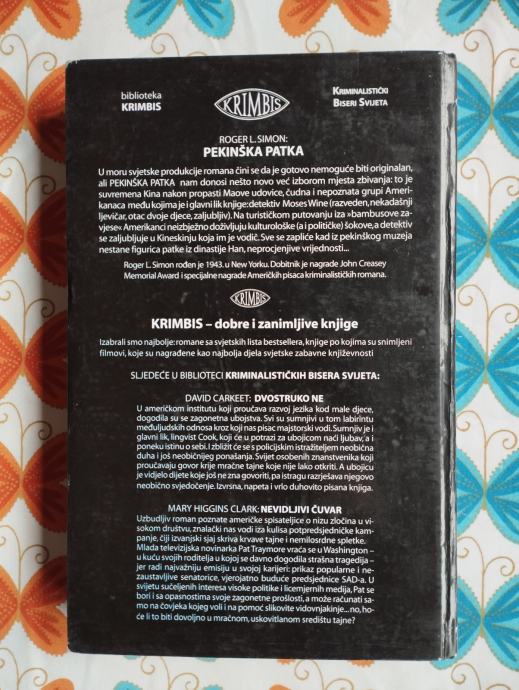 biblioteka
KRIMBIS
KRIMBIS
KRIMINALISTIČKI
BISERI SVIJETA
ROGER L. SIMON:
PEKINŠKA PATKA
U moru svjetske produkcije romana čini se da je gotovo nemoguće biti originalan,
ali PEKINŠKA PATKA nam donosi nešto novo već izborom mjesta zbivanja: to je
suvremena Kina nakon propasti Maove udovice, čudna i nepoznata grupa Ameri-
kanaca među kojima je i glavni lik knjige: detektiv Moses Wine (razveden, nekadašnji
ljevičar, otac dvoje djece, zaljubljiv). Na turističkom putovanju iza »bambusove za-
vjese« Amerikanci neizbježno doživljuju kulturološke (a i političke) šokove, a detektiv
se zaljubljuje u Kineskinju koja im je vodič. Sve se zapliće kad iz pekinškog muzeja
nestane figurica patke iz dinastije Han, neprocjenjive vrijednosti...
Roger L. Simon rođen je 1943. u New Yorku. Dobitnik je nagrade John Creasey
Memorial Award i specijalne nagrade Američkih pisaca kriminalističkih romana.
KRIMBIS
KRIMBIS – dobre i zanimljive knjige
Izabrali smo najbolje: romane sa svjetskih lista bestsellera, knjige po kojima su snimljeni
filmovi, koje su nagrađene kao najbolja djela svjetske zabavne književnosti
SLJEDEĆE U BIBLIOTECI KRIMINALISTIČKIH BISERA SVIJETA:
DAVID CARKEET: DVOSTRUKO NE
U američkom institutu koji proučava razvoj jezika kod male djece,
dogodila su se zagonetna ubojstva. Svi su sumnjivi u tom labirintu
međuljudskih odnosa kroz koji nas pisac majstorski vodi. Sumnjiv je i
glavni lik, lingvist Cook, koji će u potrazi za ubojicom naći ljubav, a i
poneku istinu o sebi. I zbližit će se s policijskim istražiteljem neobična
duha i još neobičnijeg ponašanja. Svijet osobenih znanstvenika koji
proučavaju govor krije mračne tajne koje nije lako otkriti. A ubojicu
je vidjelo dijete koje još ne zna govoriti, pa istragu razrješava njegovo
neobično svjedočenje. Izvrsna, napeta i vrlo duhovito pisana knjiga.
MARY HIGGINS CLARK: NEVIDLJIVI ČUVAR
Uzbudljiv roman poznate američke spisateljice o nizu zločina u vi-
sokom društvu, znalački nas vodi iza kulisa potpredsjedničke kam-
panje, čiji izvanjski sjaj skriva krvave tajne i nemilosrdne spletke.
Mlada televizijska novinarka Pat Traymore vraća se u Washington –
u kuću svojih roditelja u kojoj se davno dogodila strašna tragedija –
jer radi najvažniju emisiju u svojoj karijeri: prikaz popularne i ne-
zaustavljive senatorice, vjerojatno buduće predsjednice SAD-a. U
svijetu sučeljenih interesa visoke politike i licemjernih medija, Pat se
bori i sa opasnostima svoje zagonetne prošlosti, a može računati sa-
mo na čovjeka kojeg voli i na pomoć slikovite vidovnjakinje... no, ho-
će li to biti dovoljno u mračnom, uskovitlanom središtu tajne?